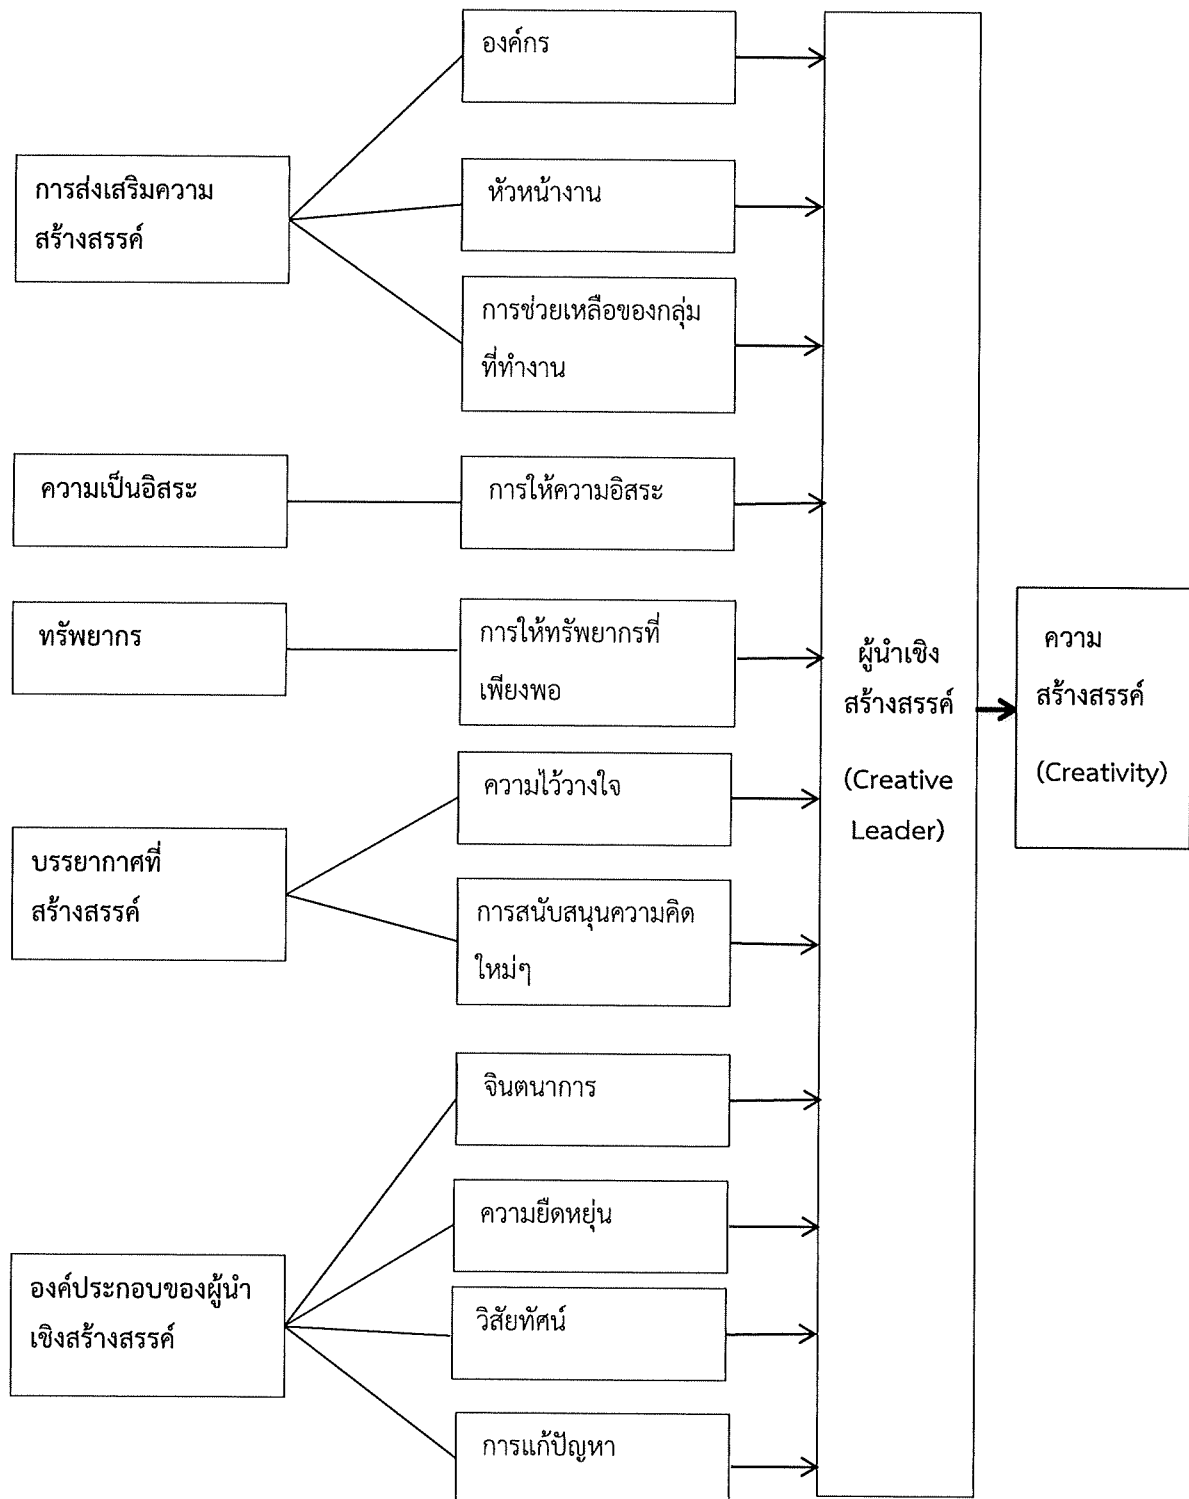 องค์กร
การส่งเสริมความ
สร้างสรรค์
หัวหน้างาน
การช่วยเหลือของกลุ่ม
ที่ทำงาน
ความเป็นอิสระ
การให้ความอิสระ
ทรัพยากร
การให้ทรัพยากรที่
เพียงพอ
บรรยากาศที่
สร้างสรรค์
ความไว้วางใจ
การสนับสนุนความคิด
ใหม่ๆ
องค์ประกอบของผู้นำ
เชิงสร้างสรรค์
จินตนาการ
ความยืดหยุ่น
วิสัยทัศน์
การแก้ปัญหา
ผู้นำเชิง
สร้างสรรค์
(Creative
Leader)
ความ
สร้างสรรค์
(Creativity)